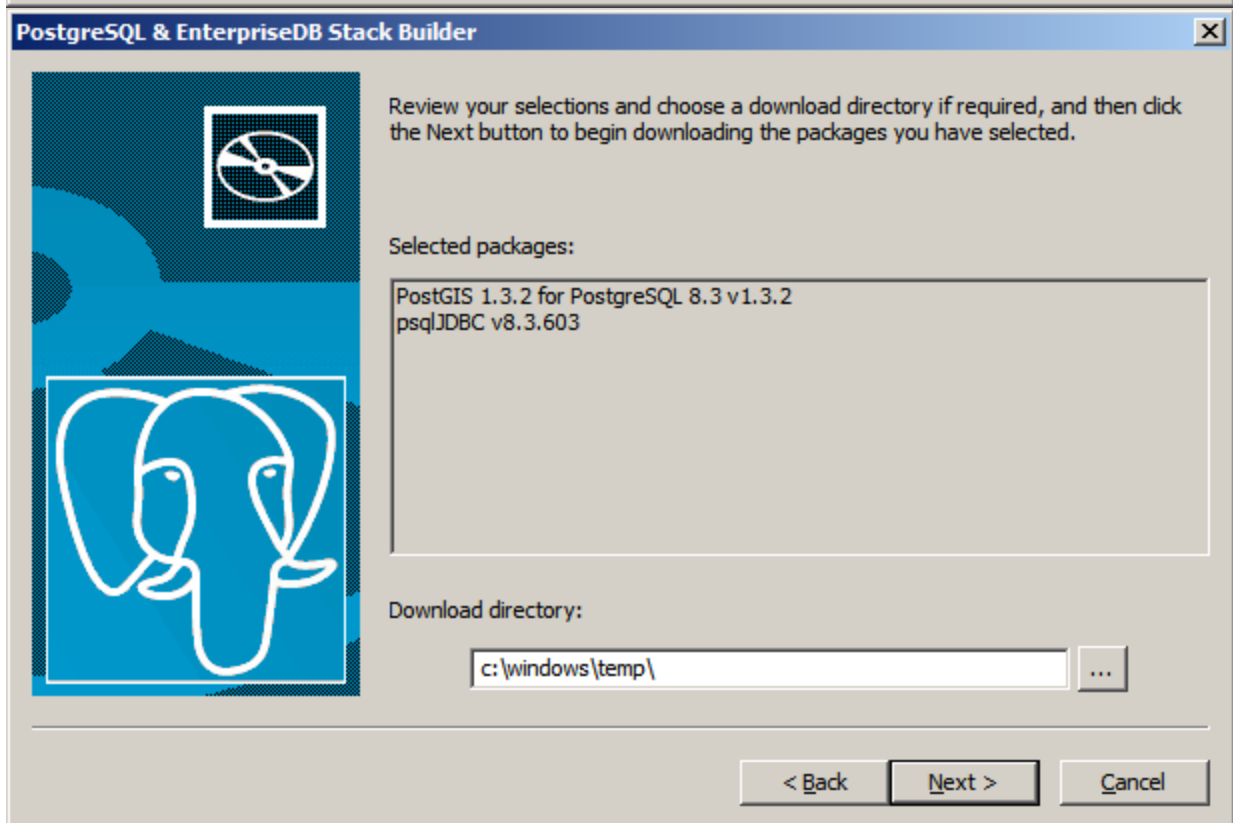 PostgreSQL & EnterpriseDB Stack Builder
Review your selections and choose a download directory if required, and then click
the Next button to begin downloading the packages you have selected.
Selected packages:
PostGIS 1.3.2 for PostgreSQL 8.3 v1.3.2
psqlJDBC v8.3.603
Download directory:
c:\windows\temp\
...
< Back
Next >
Cancel